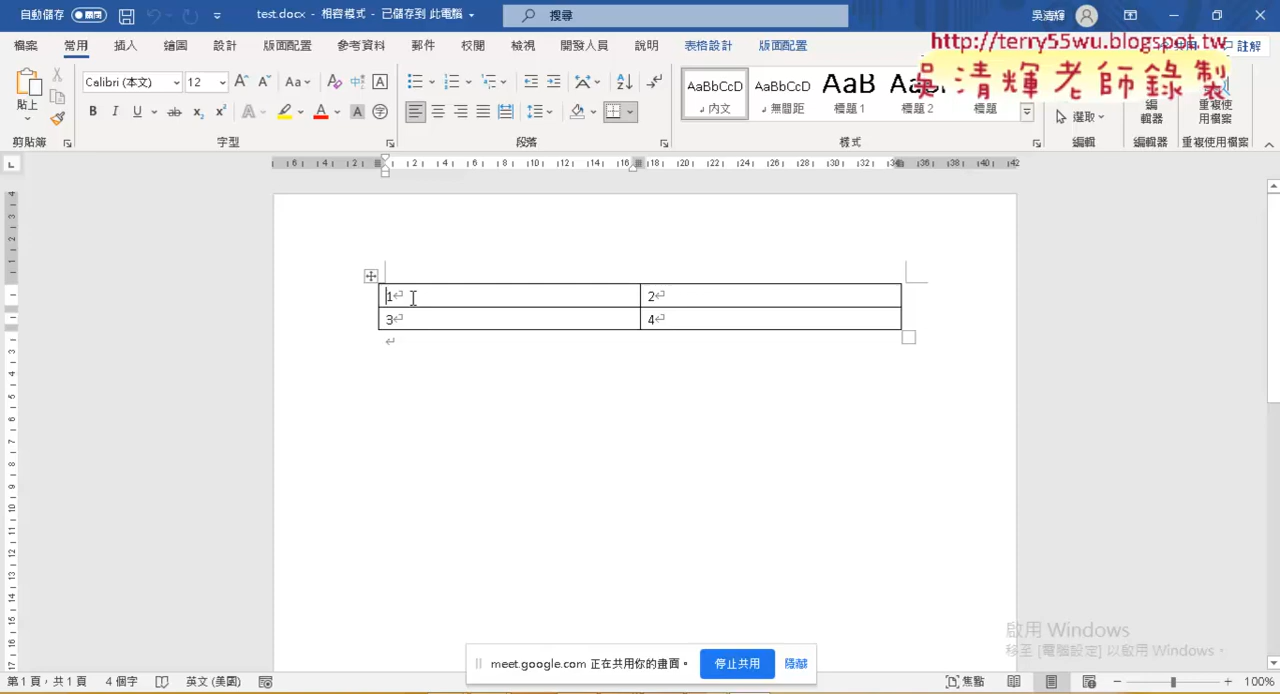 自動儲存 關閉 test.docx - 相容模式 - 已儲存到 此電腦 搜尋 吳清輝
檔案 常用 插入 繪圖 設計 版面配置 參考資料 郵件 校閱 檢視 開發人員 說明 表格設計 版面配置 註解
http://terry55wu.blogspot.tw
吳清輝老師錄製
貼上 Calibri (本文) 12 Aa AaBbCcD AaBbCcD AaB
B I U ab x₂ x² A A A 字 內文 無間距 標題 1 標題 2 標題 選取 編輯器 重複使用檔案
剪貼簿 字型 段落 樣式 編輯 編輯器 重複使用檔案
1 2
3 4
啟用 Windows
移至 [電腦設定] 以啟用 Windows。
meet.google.com 正在共用你的畫面。 停止共用 隱藏
第 1 頁，共 1 頁 4 個字 英文 (美國) 焦點 100%